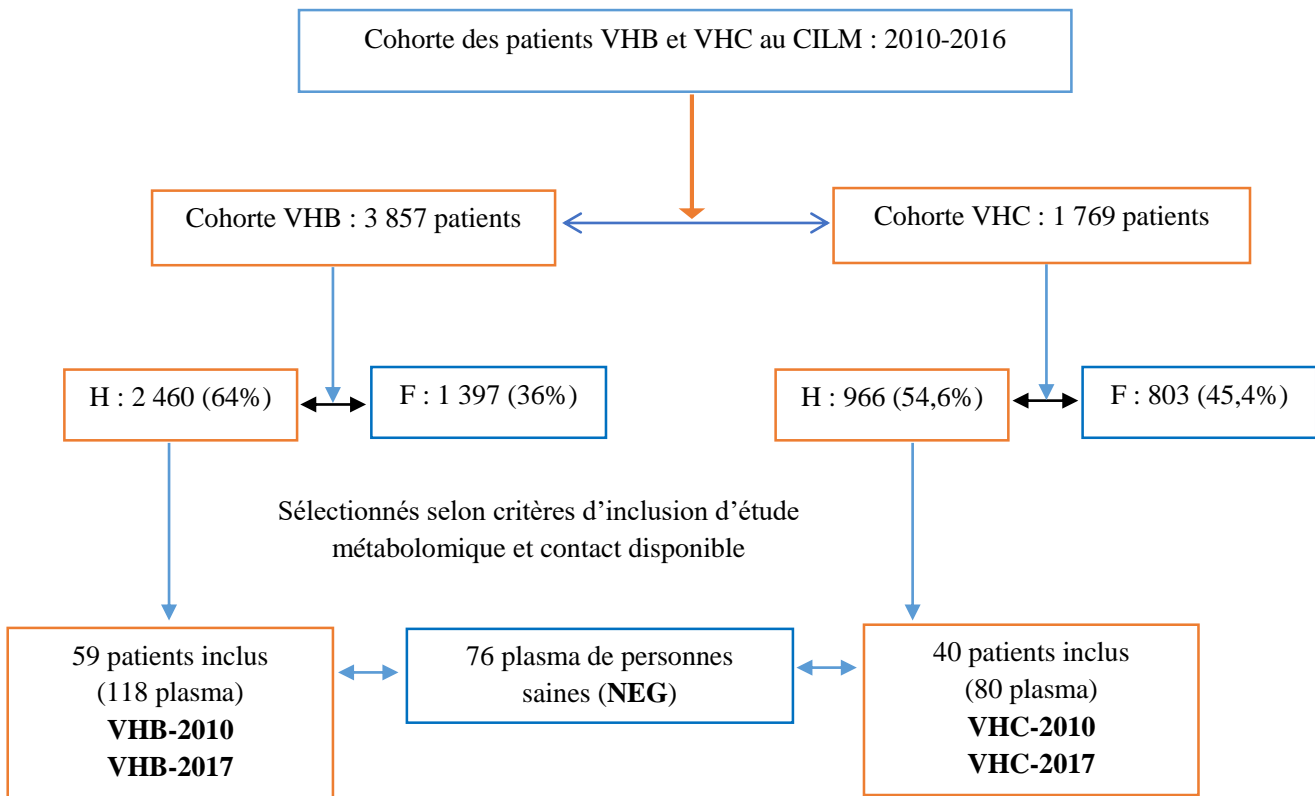 Cohorte des patients VHB et VHC au CILM : 2010-2016
Cohorte VHB : 3 857 patients
Cohorte VHC : 1 769 patients
H : 2 460 (64%)
F : 1 397 (36%)
H : 966 (54,6%)
F : 803 (45,4%)
Sélectionnés selon critères d’inclusion d’étude
métabolomique et contact disponible
59 patients inclus
(118 plasma)
VHB-2010
VHB-2017
76 plasma de personnes
saines (NEG)
40 patients inclus
(80 plasma)
VHC-2010
VHC-2017